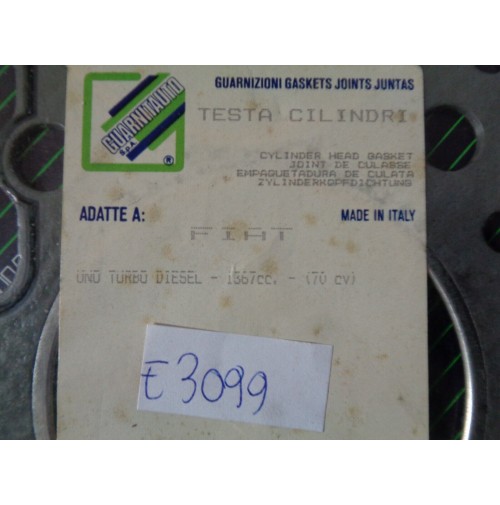 GUARNITAUTO
S.p.A.
®
GUARNIZIONI GASKETS JOINTS JUNTAS
TESTA CILINDRI
CYLINDER HEAD GASKET
JOINT DE CULASSE
EMPAQUETADURA DE CULATA
ZYLINDERKOPFDICHTUNG
ADATTE A:
MADE IN ITALY
FIAT
UNO TURBO DIESEL - 1367cc. - (70 cv)
E3099